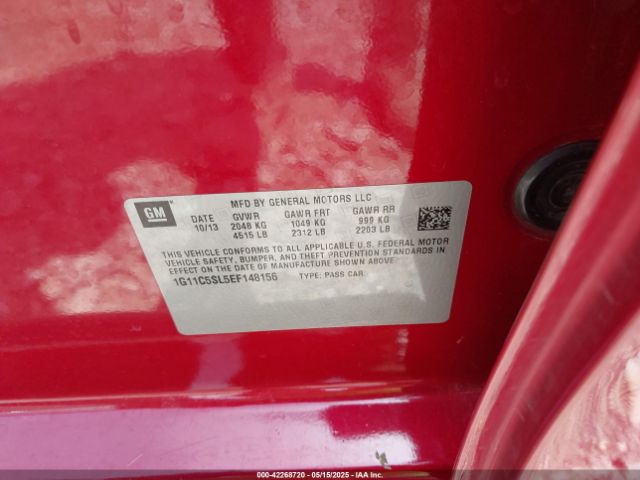 GM
MFD BY GENERAL MOTORS LLC
DATE GVWR GAWR FRT GAWR RR
10/13 2048 KG 1049 KG 999 KG
4515 LB 2312 LB 2203 LB
THIS VEHICLE CONFORMS TO ALL APPLICABLE U.S. FEDERAL MOTOR
VEHICLE SAFETY, BUMPER, AND THEFT PREVENTION STANDARDS IN
EFFECT ON THE DATE OF MANUFACTURE SHOWN ABOVE.
1G11C5SL5EF148156 TYPE: PASS CAR
000-42268720 • 05/15/2025 • IAA Inc.